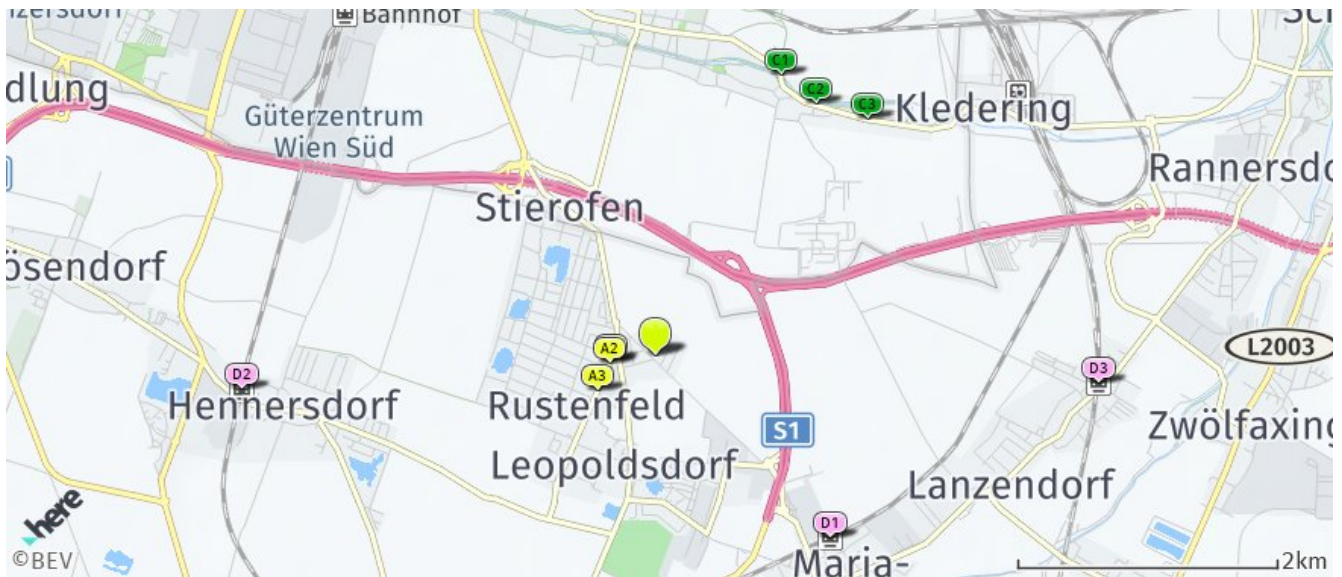 Bahnhof
dlung
Güterzentrum
Wien Süd
C1
C2
C3
Kledering
Rannersdo
Stierofen
ösendorf
A2
A3
L2003
D2
D3
Hennersdorf
Rustenfeld
S1
Zwölfaxing
Leopoldsdorf
Lanzendorf
D1
Maria-
here
©BEV
2km